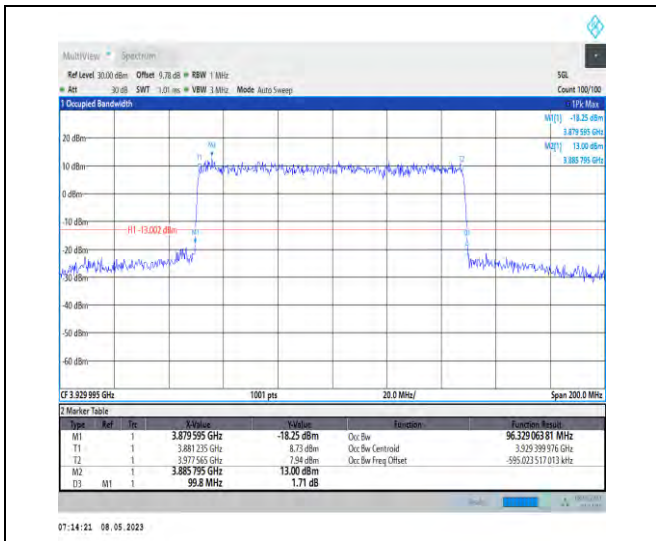 MultiView Spectrum
Ref Level 30.00 dBm Offset 9.78 dB RBW 1 MHz SGL
Att 30 dB SWT 1.01 ms VBW 3 MHz Mode Auto Sweep Count 100/100
1 Occupied Bandwidth 1Pk Max
M1[1] -18.25 dBm
3.879 595 GHz
M2[1] 13.00 dBm
3.885 795 GHz
20 dBm
M2
T1 T2
10 dBm
0 dBm
-10 dBm
H1 -13.002 dBm
M1 D3
-20 dBm
-30 dBm
-40 dBm
-50 dBm
-60 dBm
CF 3.929 995 GHz 1001 pts 20.0 MHz/ Span 200.0 MHz
2 Marker Table
Type Ref Trc X-Value Y-Value Function Function Result
M1 1 3.879 595 GHz -18.25 dBm Occ Bw 96.329 063 81 MHz
T1 1 3.881 235 GHz 8.73 dBm Occ Bw Centroid 3.929 399 976 GHz
T2 1 3.977 565 GHz 7.94 dBm Occ Bw Freq Offset -595.023 517 013 kHz
M2 1 3.885 795 GHz 13.00 dBm
D3 M1 1 99.8 MHz 1.71 dB
07:14:21 08.05.2023